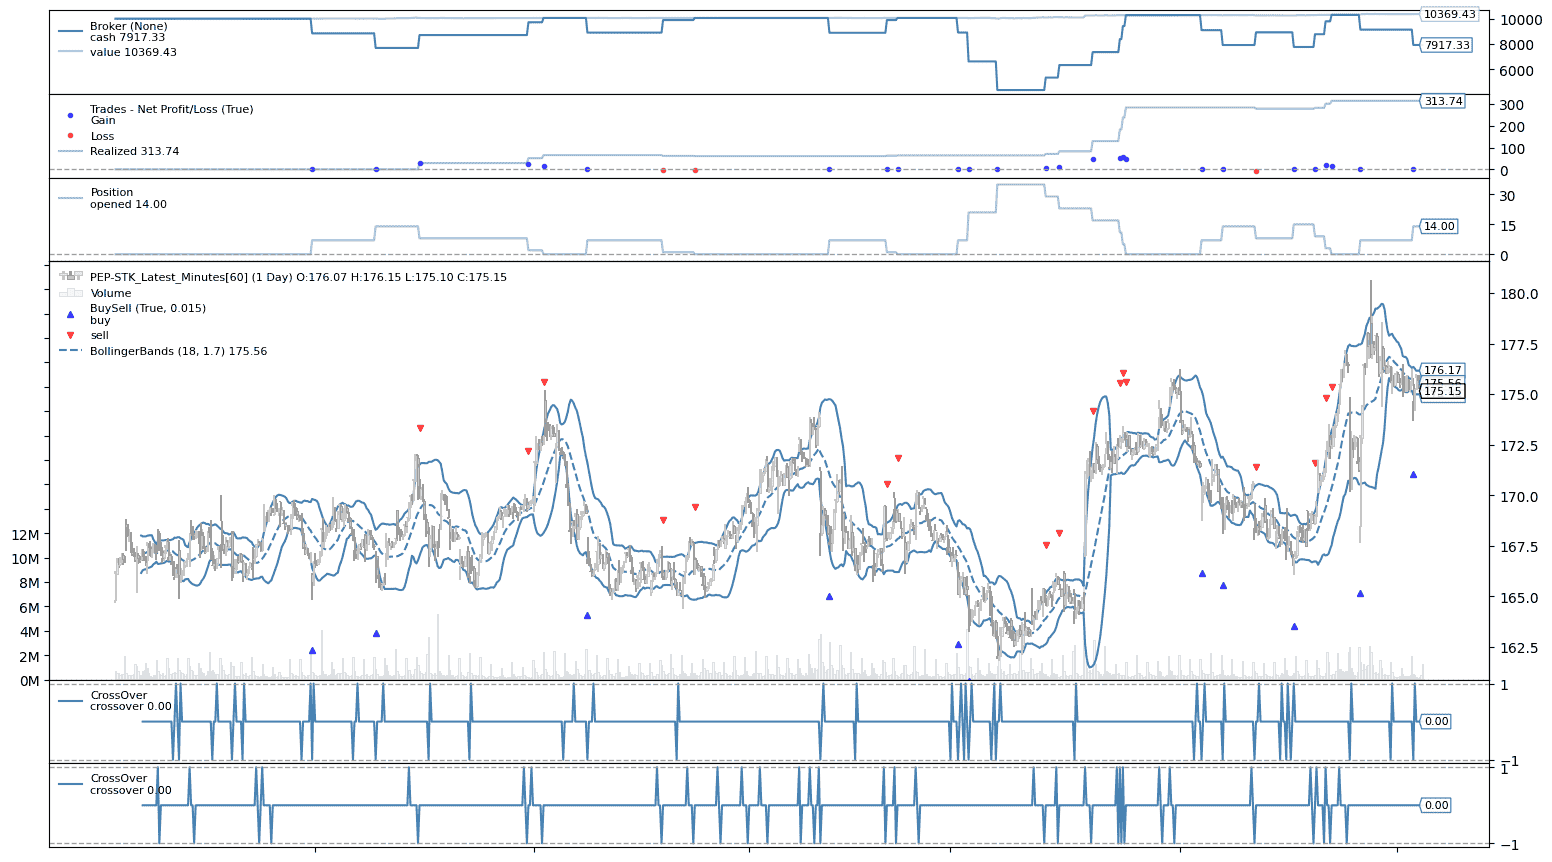 Broker (None)
cash 7917.33
value 10369.43
10369.43
10000
7917.33
8000
6000
Trades - Net Profit/Loss (True)
Gain
Loss
Realized 313.74
313.74
300
200
100
0
Position
opened 14.00
30
15
14.00
0
PEP-STK_Latest_Minutes[60] (1 Day) O:176.07 H:176.15 L:175.10 C:175.15
Volume
BuySell (True, 0.015)
buy
sell
BollingerBands (18, 1.7) 175.56
180.0
177.5
176.17
175.56
175.15
175.0
172.5
170.0
167.5
165.0
162.5
12M
10M
8M
6M
4M
2M
0M
CrossOver
crossover 0.00
1
0.00
−1
CrossOver
crossover 0.00
1
0.00
−1